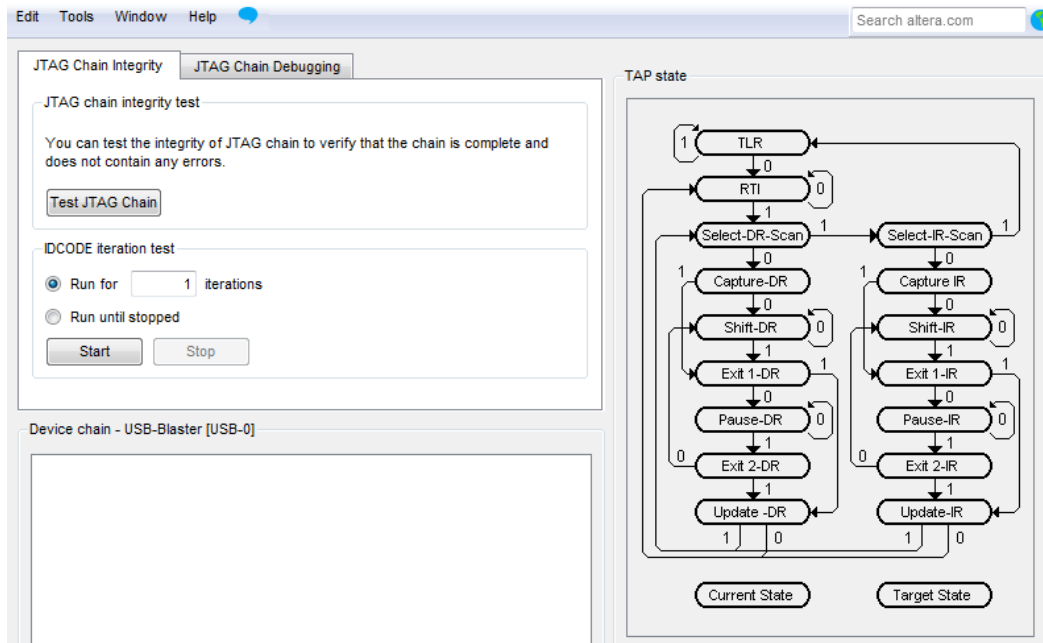 Edit Tools Window Help
Search altera.com
JTAG Chain Integrity
JTAG Chain Debugging
JTAG chain integrity test
You can test the integrity of JTAG chain to verify that the chain is complete and
does not contain any errors.
Test JTAG Chain
IDCODE iteration test
Run for 1 iterations
Run until stopped
Start Stop
Device chain - USB-Blaster [USB-0]
TAP state
1 TLR
0
RTI 0
1
Select-DR-Scan 1 Select-IR-Scan 1
0 0
1 Capture-DR 1 Capture IR
0 0
Shift-DR 0 Shift-IR 0
1 1
Exit 1-DR 1 Exit 1-IR 1
0 0
Pause-DR 0 Pause-IR 0
1 1
0 Exit 2-DR 0 Exit 2-IR
1 1
Update -DR Update-IR
1 0 1 0
Current State Target State